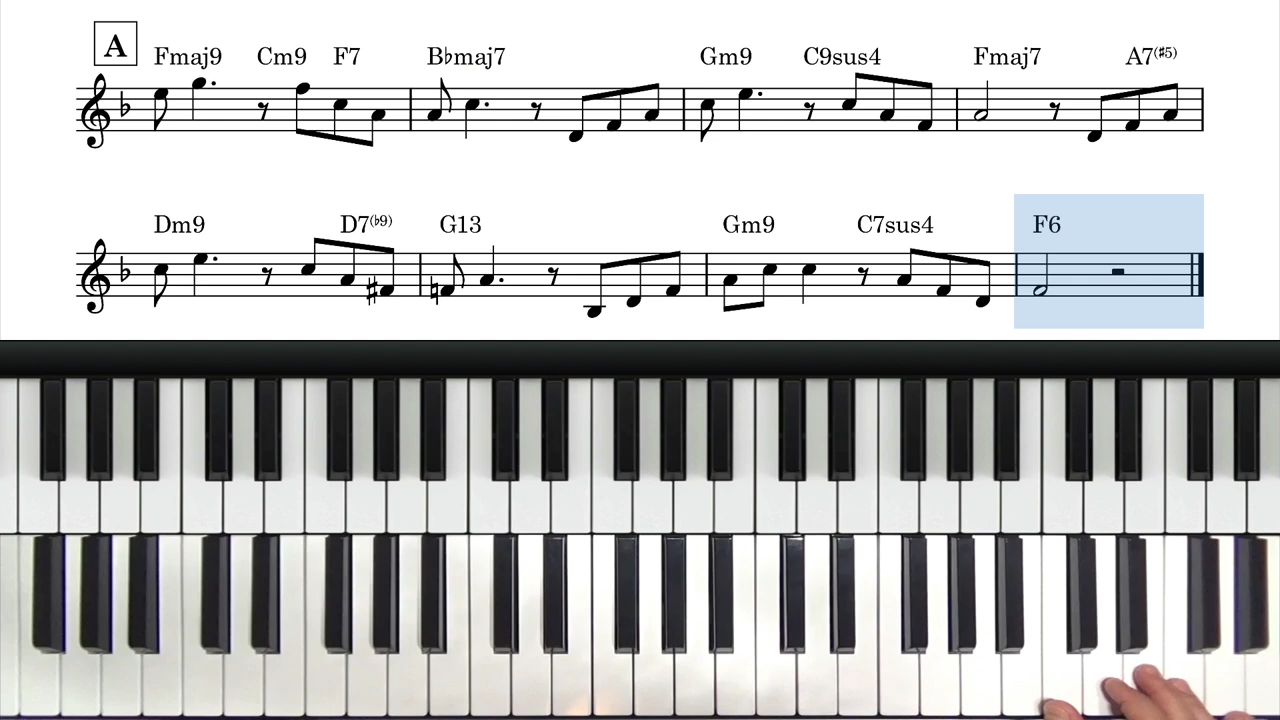 A
Fmaj9 Cm9 F7 B♭maj7 Gm9 C9sus4 Fmaj7 A7(♯5)
Dm9 D7(♭9) G13 Gm9 C7sus4 F6